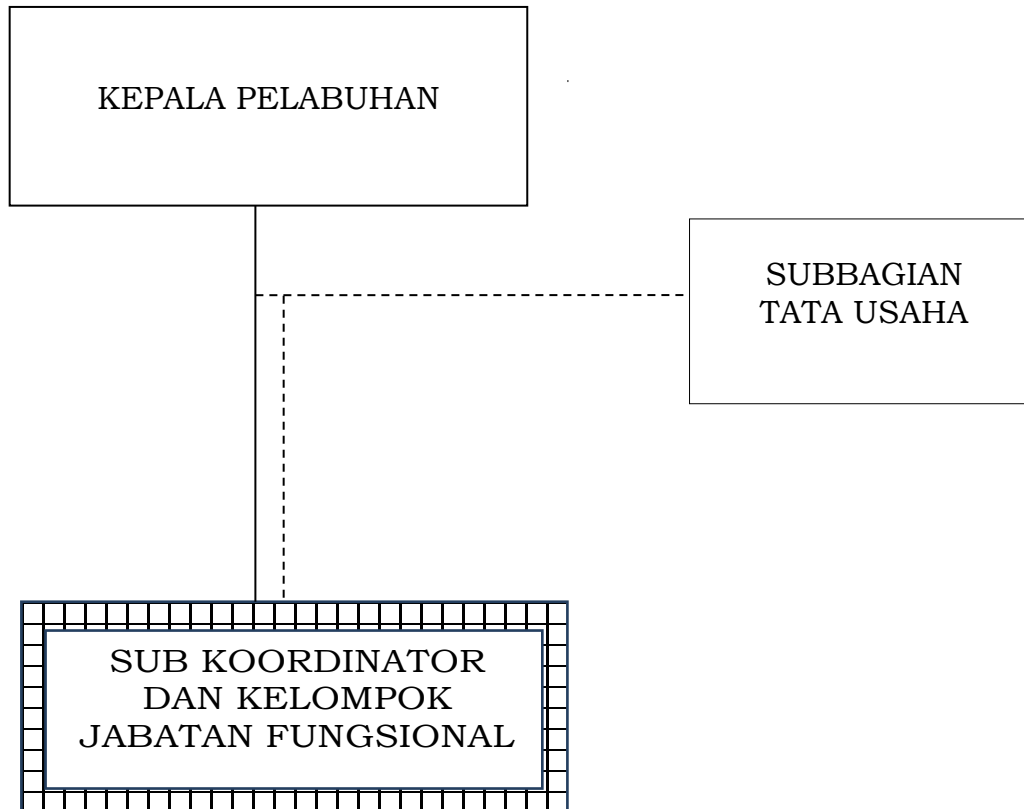 KEPALA PELABUHAN
SUBBAGIAN
TATA USAHA
SUB KOORDINATOR
DAN KELOMPOK
JABATAN FUNGSIONAL